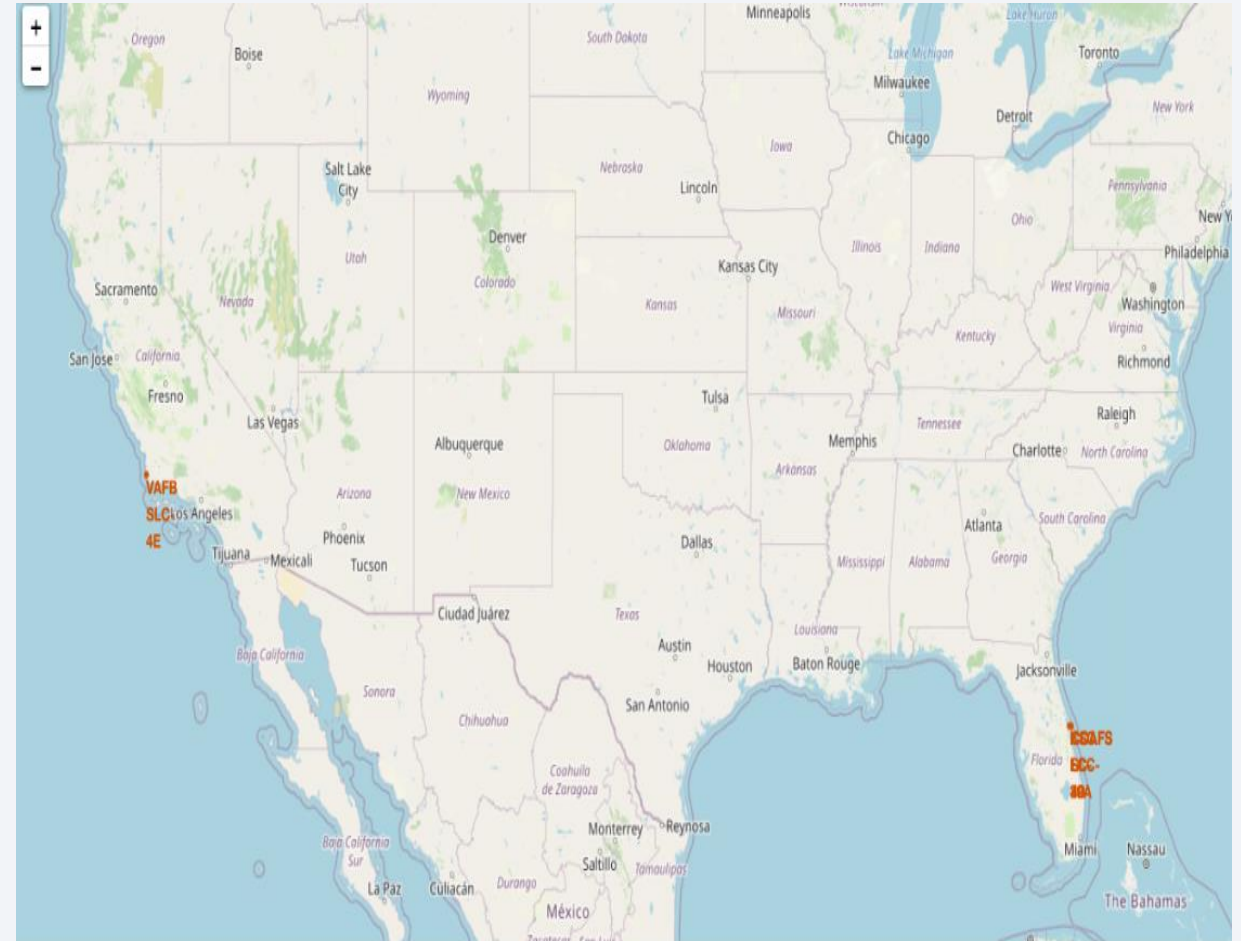 +
-
Oregon
Boise
South Dakota
Minneapolis
Lake Huron
Toronto
Lake Michigan
Milwaukee
Wyoming
New York
Detroit
Chicago
Iowa
Salt Lake
City
Nebraska
Lincoln
Pennsylvania
Ohio
Denver
Illinois
Indiana
Philadelphia
Utah
Kansas City
Colorado
Sacramento
Nevada
Kansas
Missouri
West Virginia
Washington
Virginia
Kentucky
San Jose
California
Richmond
Fresno
Las Vegas
Tulsa
Raleigh
Albuquerque
Oklahoma
Memphis
Tennessee
Charlotte
North Carolina
Arkansas
VAFB
Arizona
New Mexico
Los Angeles
4E
Phoenix
Atlanta
South Carolina
Dallas
Tijuana
Mexicali
Tucson
Mississippi
Alabama
Georgia
Ciudad Juárez
Texas
Louisiana
Austin
Houston
Baton Rouge
Jacksonville
Baja California
Sonora
San Antonio
Chihuahua
Florida
Coahuila
de Zaragoza
Monterrey
Reynosa
Baja California
Sur
Saltillo
Tamaulipas
Miami
Nassau
La Paz
Culiacán
Durango
The Bahamas
México